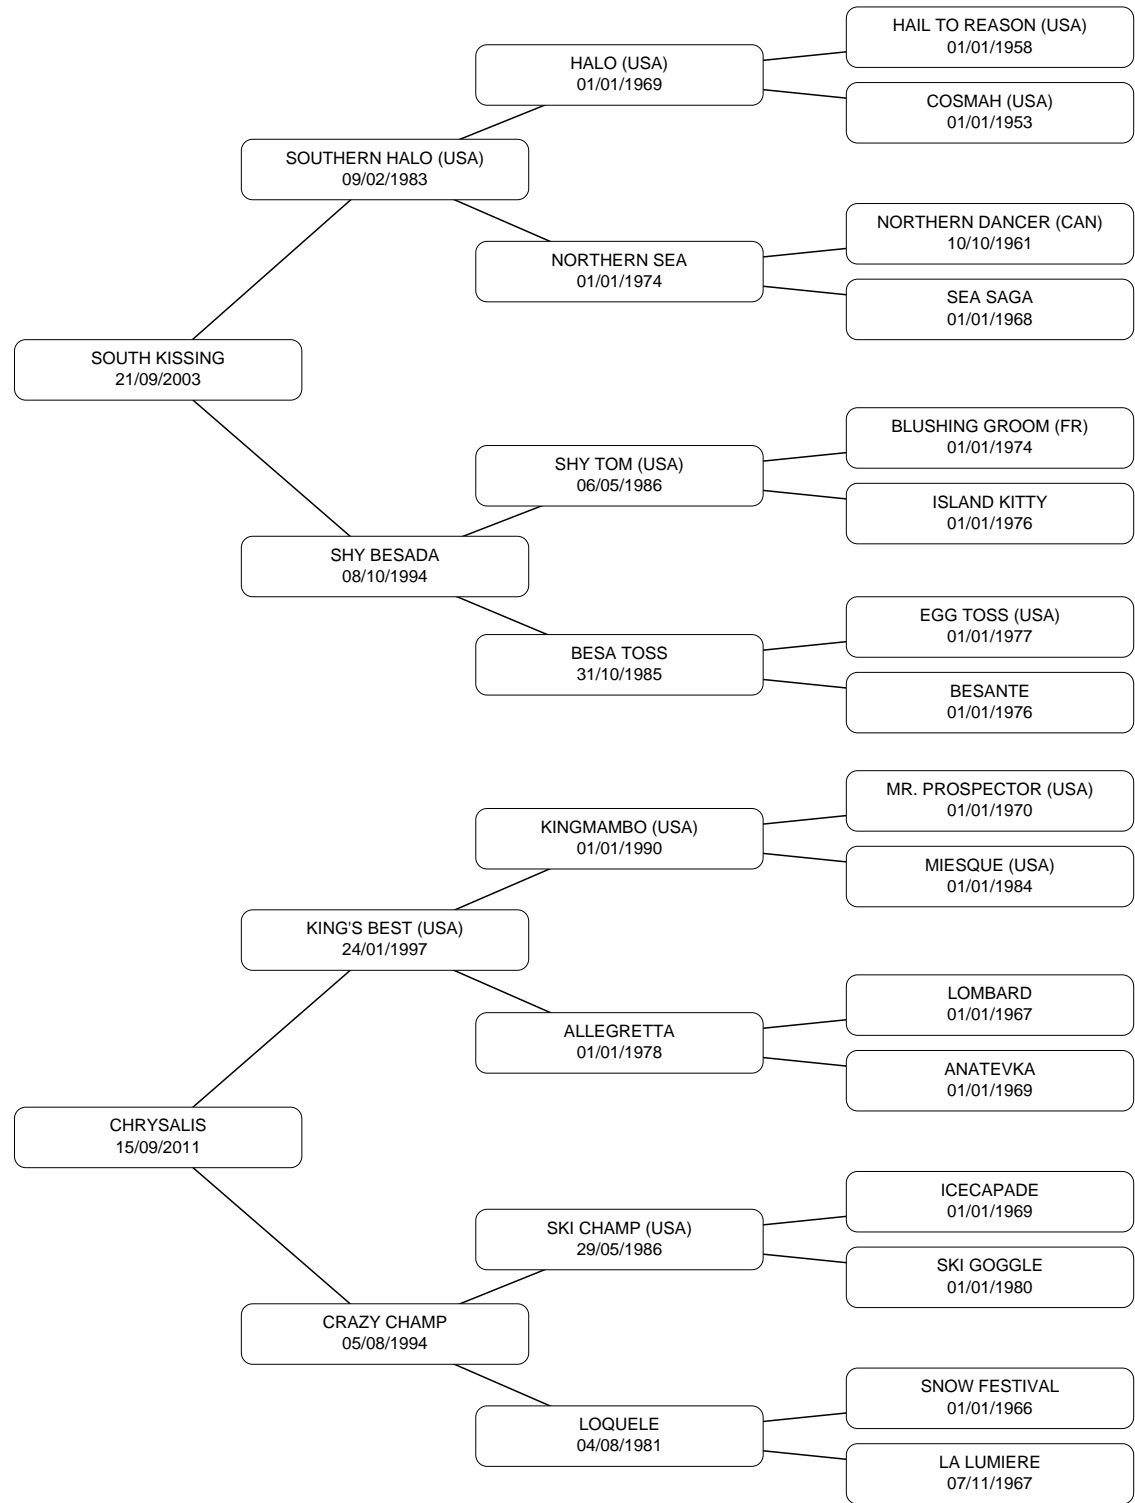 HAIL TO REASON (USA)
01/01/1958
HALO (USA)
01/01/1969
COSMAH (USA)
01/01/1953
SOUTHERN HALO (USA)
09/02/1983
NORTHERN DANCER (CAN)
10/10/1961
NORTHERN SEA
01/01/1974
SEA SAGA
01/01/1968
SOUTH KISSING
21/09/2003
BLUSHING GROOM (FR)
01/01/1974
SHY TOM (USA)
06/05/1986
ISLAND KITTY
01/01/1976
SHY BESADA
08/10/1994
EGG TOSS (USA)
01/01/1977
BESA TOSS
31/10/1985
BESANTE
01/01/1976
MR. PROSPECTOR (USA)
01/01/1970
KINGMAMBO (USA)
01/01/1990
MIESQUE (USA)
01/01/1984
KING'S BEST (USA)
24/01/1997
LOMBARD
01/01/1967
ALLEGRETTA
01/01/1978
ANATEVKA
01/01/1969
CHRYSALIS
15/09/2011
ICECAPADE
01/01/1969
SKI CHAMP (USA)
29/05/1986
SKI GOGGLE
01/01/1980
CRAZY CHAMP
05/08/1994
SNOW FESTIVAL
01/01/1966
LOQUELE
04/08/1981
LA LUMIERE
07/11/1967